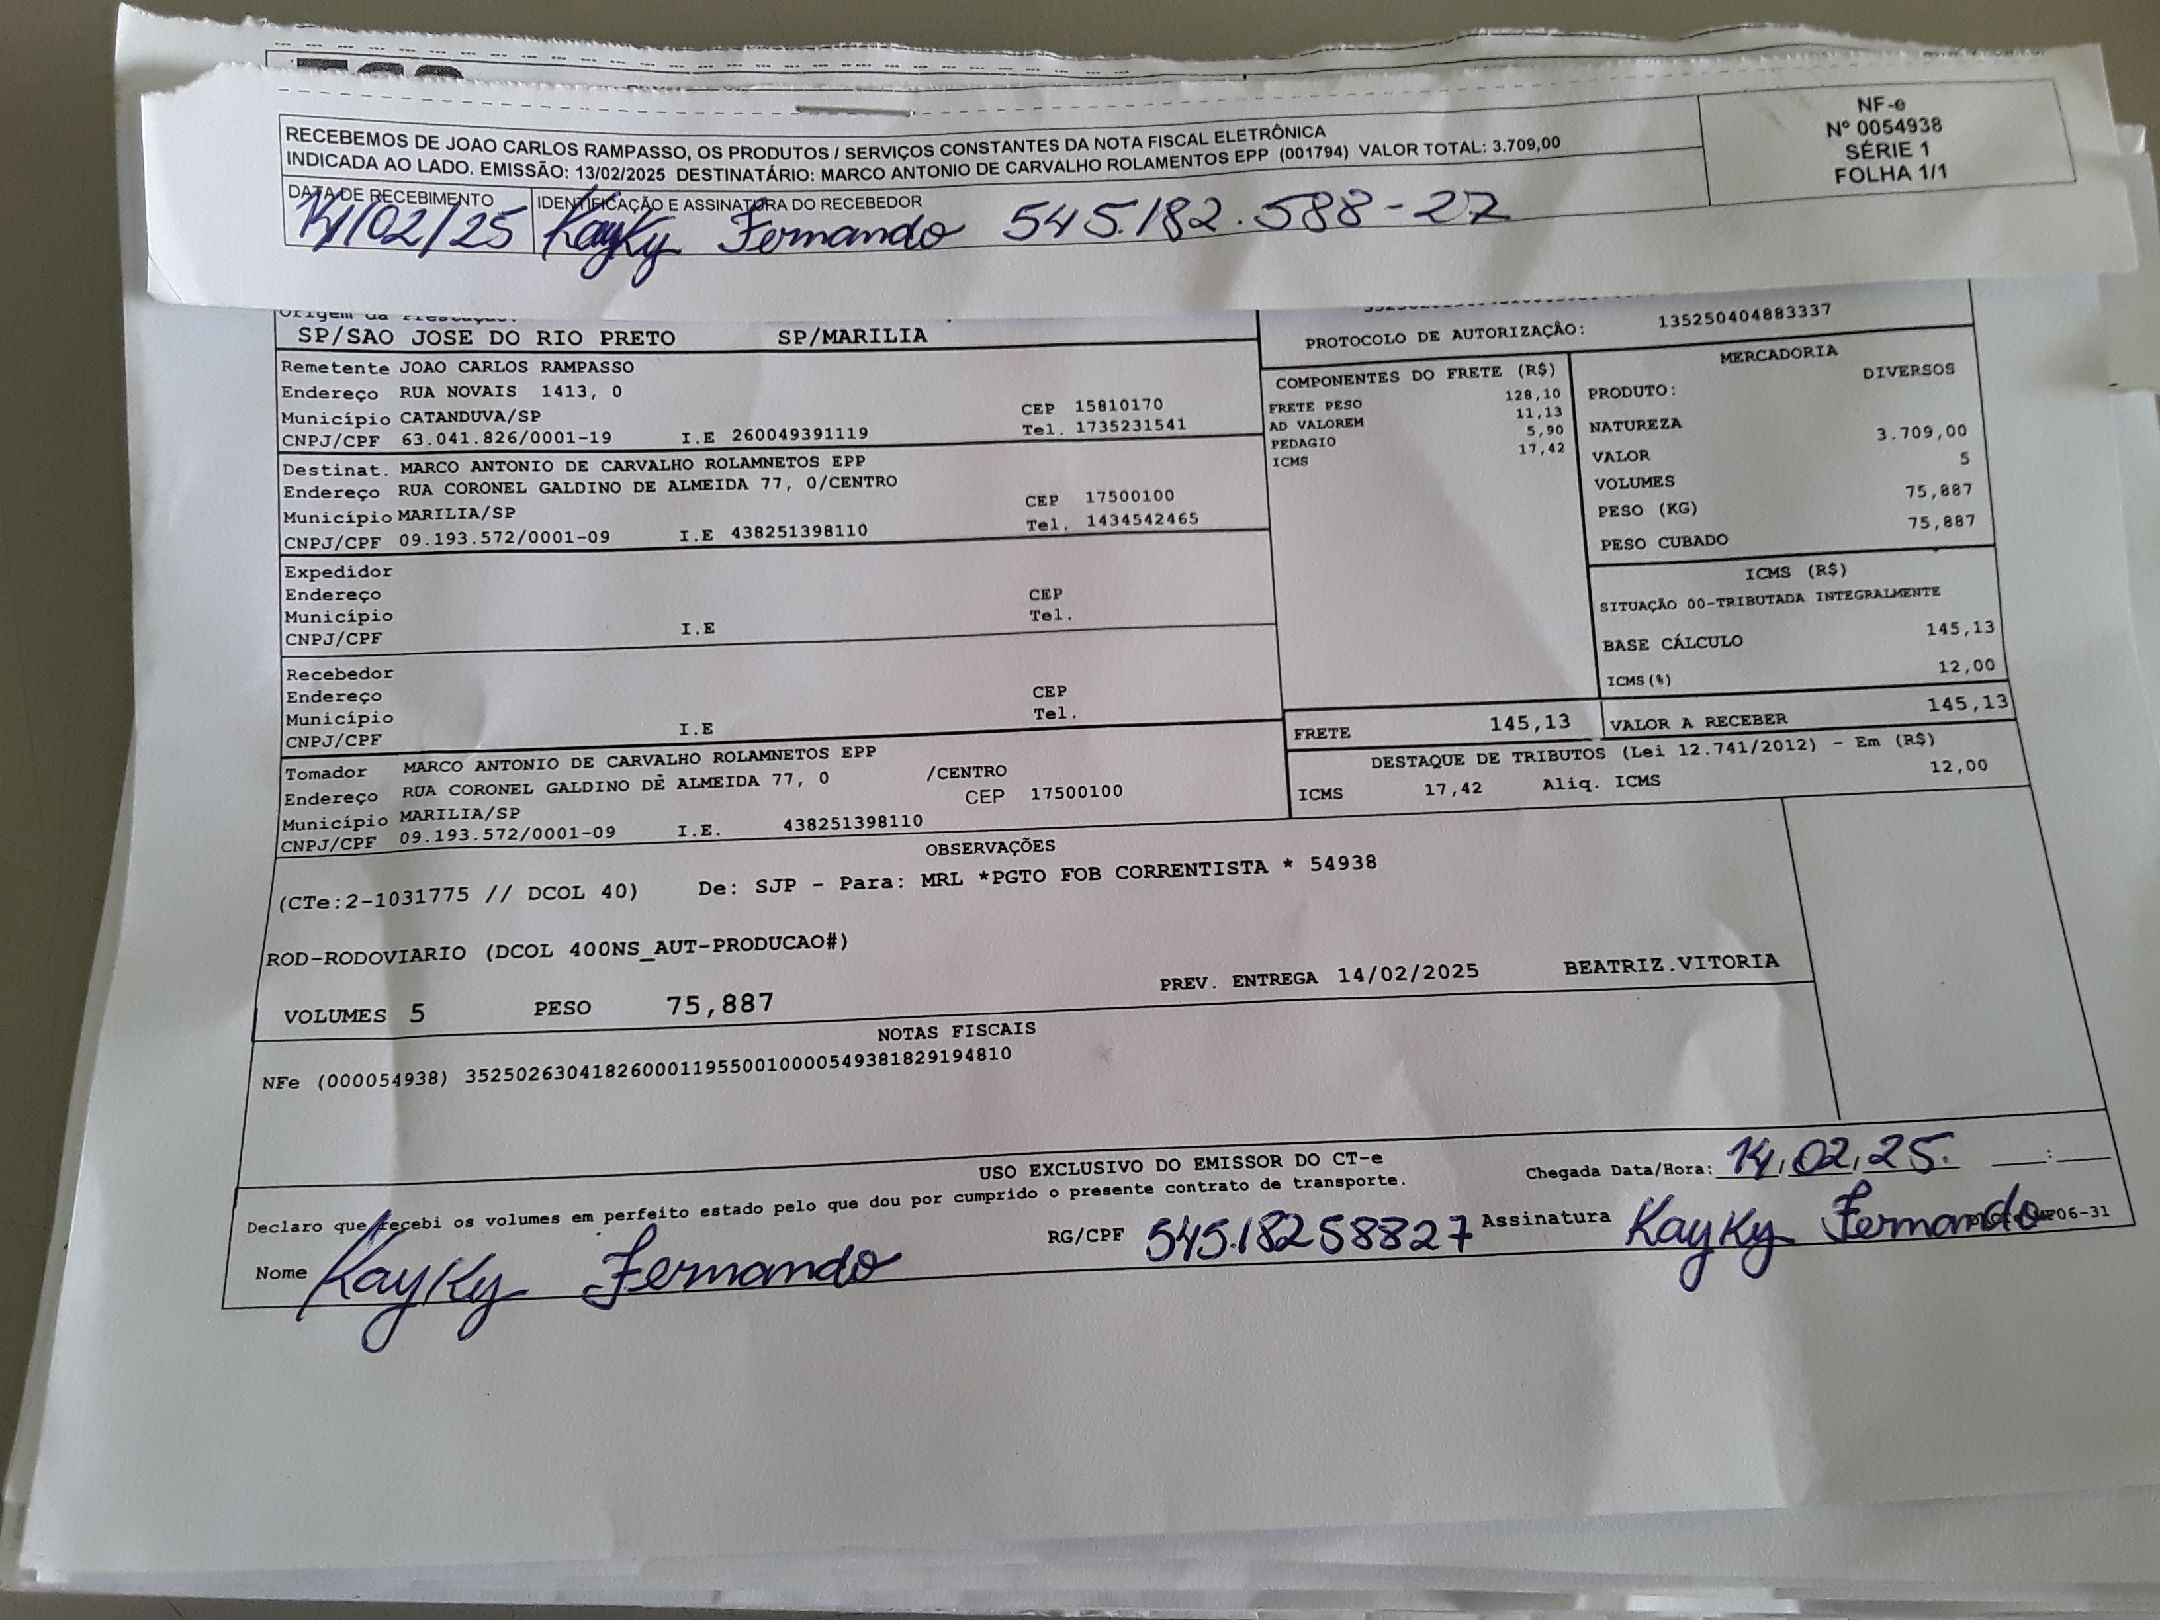 RECEBEMOS DE JOAO CARLOS RAMPASSO, OS PRODUTOS / SERVIÇOS CONSTANTES DA NOTA FISCAL ELETRÔNICA
INDICADA AO LADO. EMISSÃO: 13/02/2025 DESTINATÁRIO: MARCO ANTONIO DE CARVALHO ROLAMENTOS EPP (001794) VALOR TOTAL: 3.709,00
NF-e
Nº 0054938
SÉRIE 1
FOLHA 1/1
DATA DE RECEBIMENTO
14/02/25
IDENTIFICAÇÃO E ASSINATURA DO RECEBEDOR
Kayky Fernando 545.182.588-27
Origem da Prestação:
SP/SAO JOSE DO RIO PRETO SP/MARILIA
PROTOCOLO DE AUTORIZAÇÃO: 135250404883337
Remetente JOAO CARLOS RAMPASSO
Endereço RUA NOVAIS 1413, 0
Município CATANDUVA/SP CEP 15810170
CNPJ/CPF 63.041.826/0001-19 I.E 260049391119 Tel. 1735231541
Destinat. MARCO ANTONIO DE CARVALHO ROLAMNETOS EPP
Endereço RUA CORONEL GALDINO DE ALMEIDA 77, 0/CENTRO
Município MARILIA/SP CEP 17500100
CNPJ/CPF 09.193.572/0001-09 I.E 438251398110 Tel. 1434542465
Expedidor
Endereço
Município CEP
CNPJ/CPF I.E Tel.
Recebedor
Endereço
Município CEP
CNPJ/CPF I.E Tel.
Tomador MARCO ANTONIO DE CARVALHO ROLAMNETOS EPP
Endereço RUA CORONEL GALDINO DE ALMEIDA 77, 0 /CENTRO
Município MARILIA/SP CEP 17500100
CNPJ/CPF 09.193.572/0001-09 I.E. 438251398110
COMPONENTES DO FRETE (R$)
FRETE PESO 128,10
AD VALOREM 11,13
PEDAGIO 5,90
ICMS 17,42
MERCADORIA
PRODUTO: DIVERSOS
NATUREZA
VALOR 3.709,00
VOLUMES 5
PESO (KG) 75,887
PESO CUBADO 75,887
ICMS (R$)
SITUAÇÃO 00-TRIBUTADA INTEGRALMENTE
BASE CÁLCULO 145,13
ICMS(%) 12,00
FRETE 145,13 VALOR A RECEBER 145,13
DESTAQUE DE TRIBUTOS (Lei 12.741/2012) - Em (R$)
ICMS 17,42 Aliq. ICMS 12,00
OBSERVAÇÕES
(CTe:2-1031775 // DCOL 40) De: SJP - Para: MRL *PGTO FOB CORRENTISTA * 54938
ROD-RODOVIARIO (DCOL 400NS_AUT-PRODUCAO#)
VOLUMES 5 PESO 75,887 PREV. ENTREGA 14/02/2025 BEATRIZ.VITORIA
NOTAS FISCAIS
NFe (000054938) 35250263041826000119550010000549381829194810
USO EXCLUSIVO DO EMISSOR DO CT-e
Declaro que recebi os volumes em perfeito estado pelo que dou por cumprido o presente contrato de transporte.
Chegada Data/Hora: 14.02.25. __:__
Nome Kayky Fernando RG/CPF 545.18258827 Assinatura Kayky Fernando
06-31